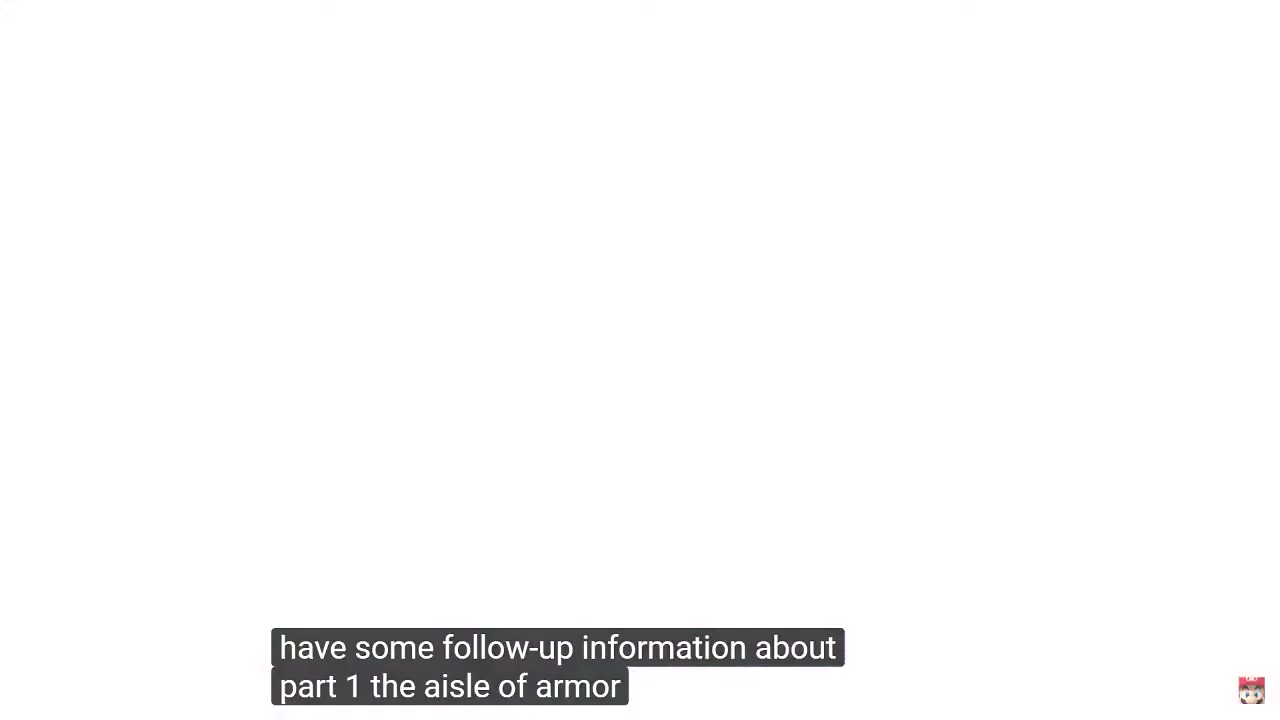 have some follow-up information about
part 1 the aisle of armor